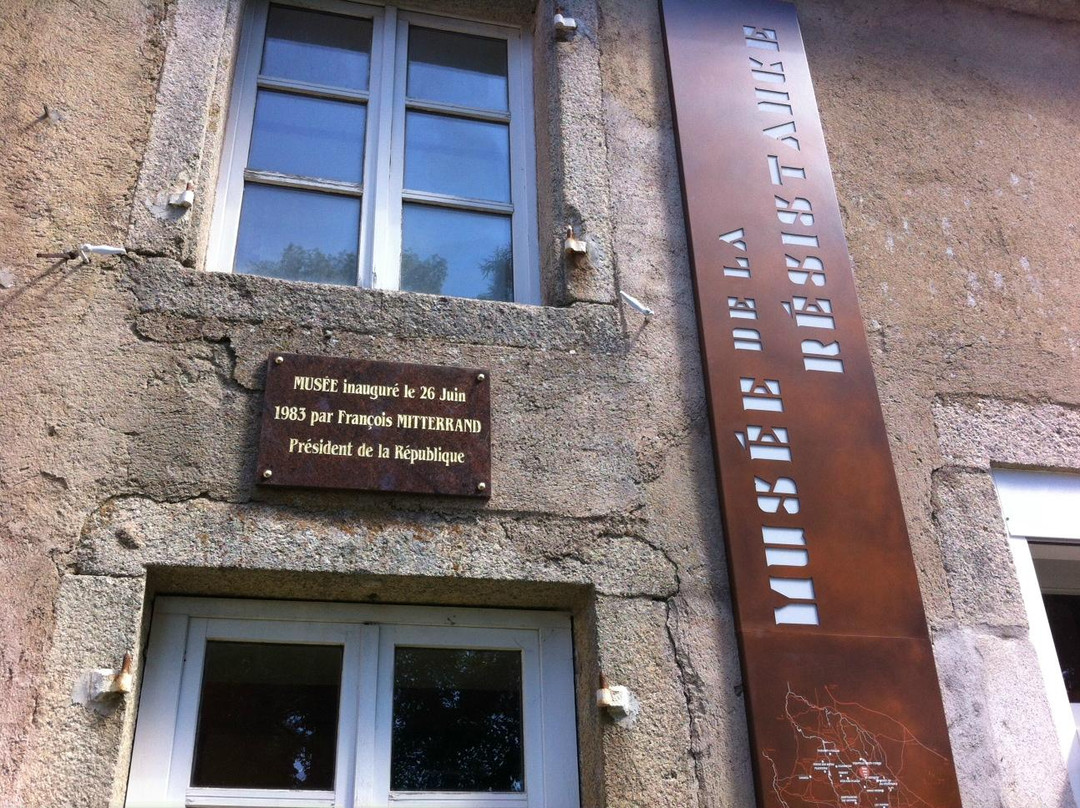 MUSÉE inauguré le 26 Juin
1983 par François MITTERRAND
Président de la République
MUSÉE DE LA
RÉSISTANCE